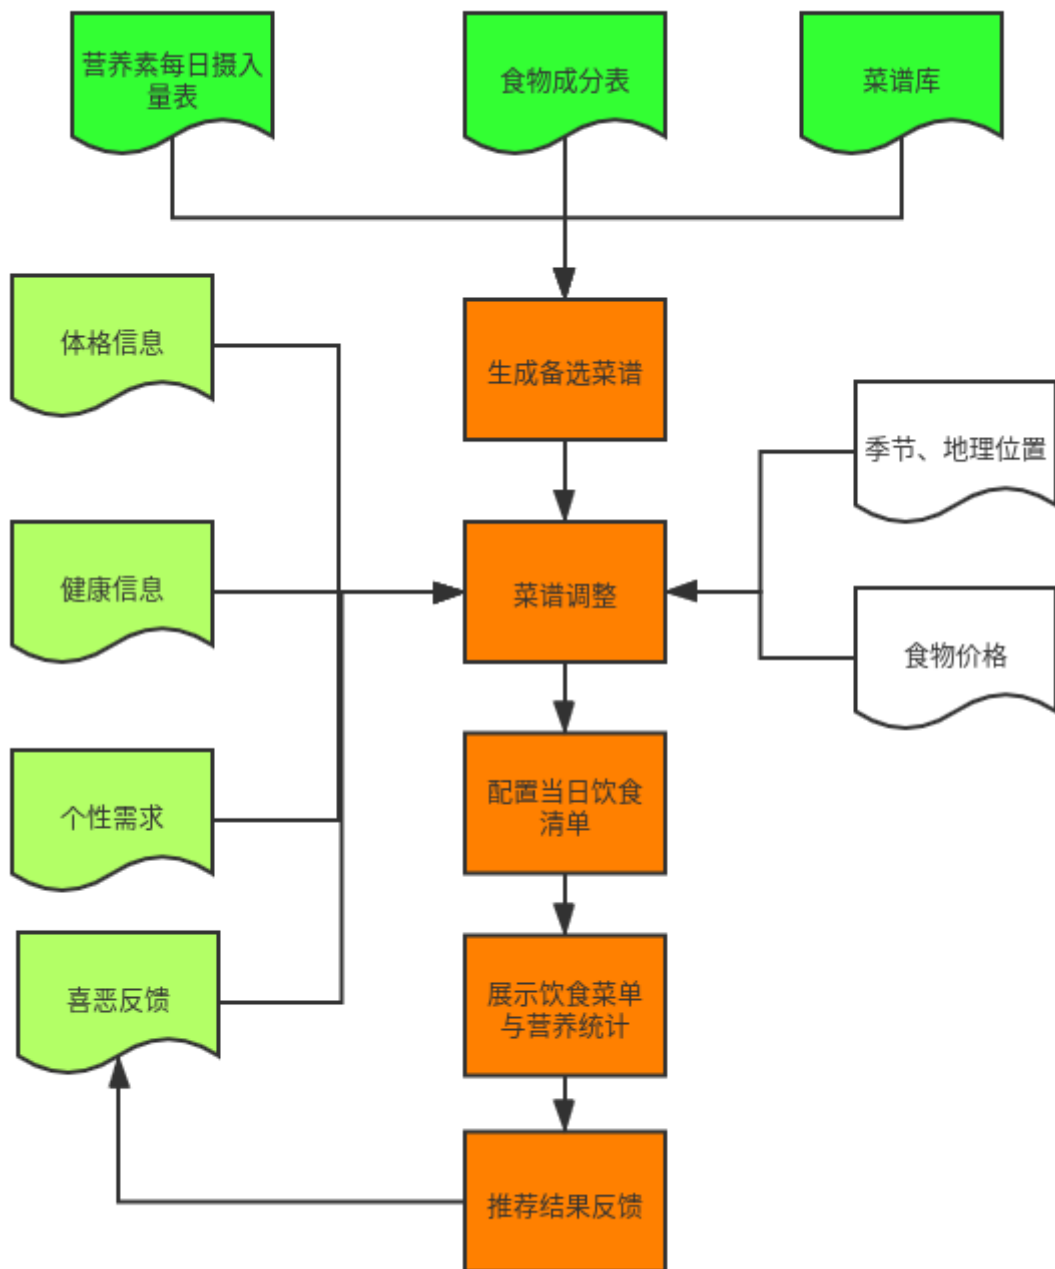 营养素每日摄入
量表
食物成分表
菜谱库
体格信息
生成备选菜谱
季节、地理位置
健康信息
菜谱调整
食物价格
个性需求
配置当日饮食
清单
喜恶反馈
展示饮食菜单
与营养统计
推荐结果反馈